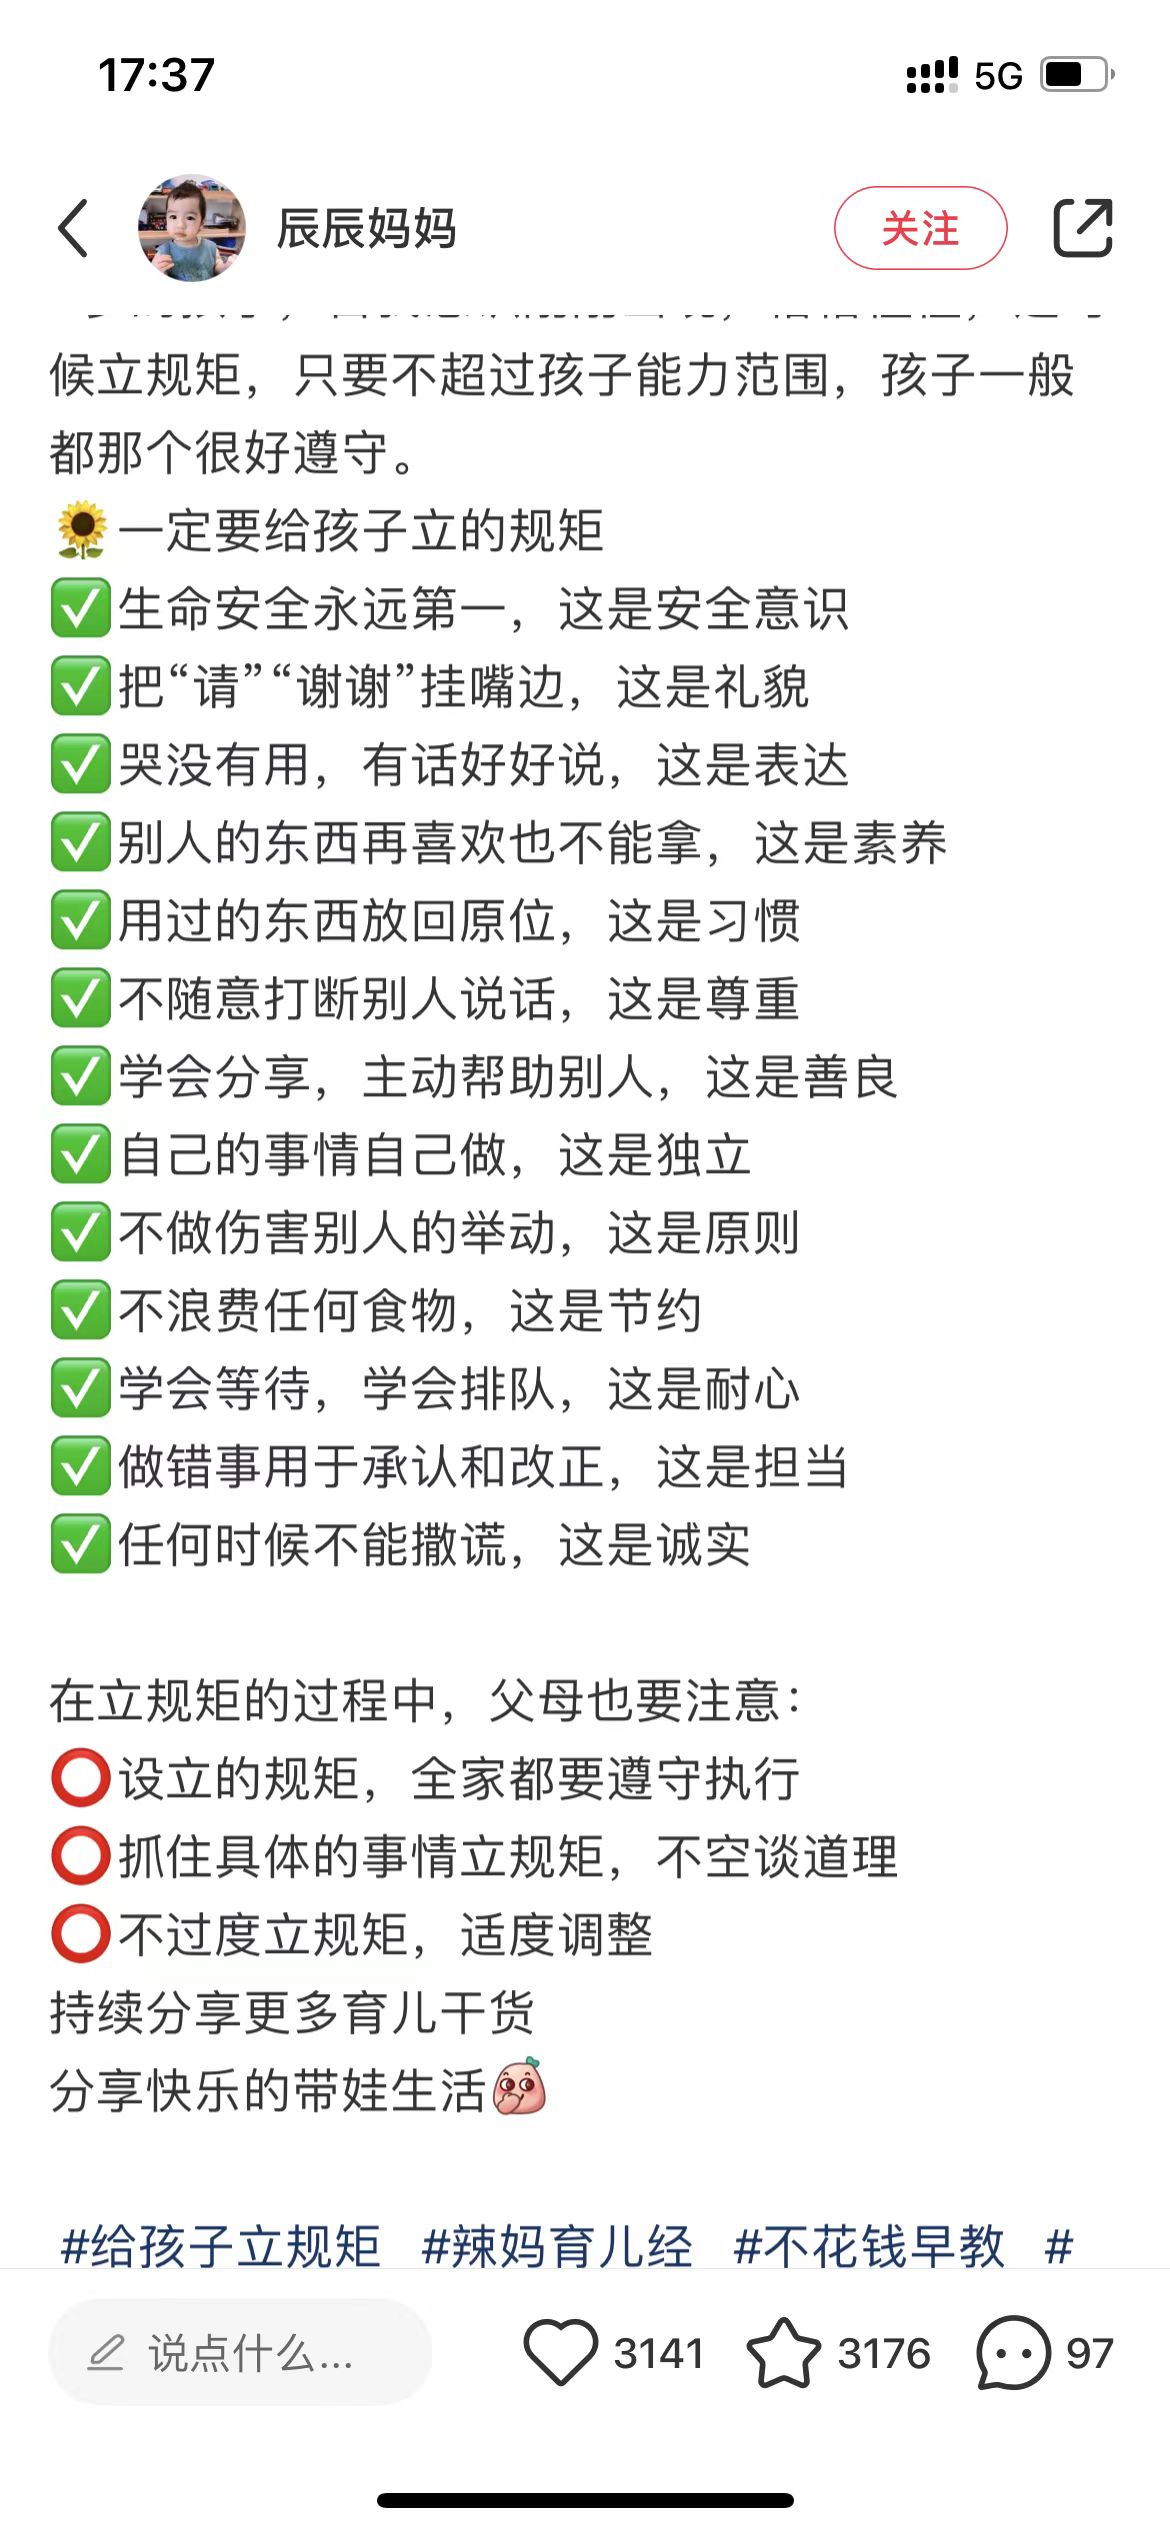 17:37
5G
辰辰妈妈
关注
候立规矩，只要不超过孩子能力范围，孩子一般
都那个很好遵守。
🌻一定要给孩子立的规矩
✅生命安全永远第一，这是安全意识
✅把“请”“谢谢”挂嘴边，这是礼貌
✅哭没有用，有话好好说，这是表达
✅别人的东西再喜欢也不能拿，这是素养
✅用过的东西放回原位，这是习惯
✅不随意打断别人说话，这是尊重
✅学会分享，主动帮助别人，这是善良
✅自己的事情自己做，这是独立
✅不做伤害别人的举动，这是原则
✅不浪费任何食物，这是节约
✅学会等待，学会排队，这是耐心
✅做错事用于承认和改正，这是担当
✅任何时候不能撒谎，这是诚实
在立规矩的过程中，父母也要注意：
⭕设立的规矩，全家都要遵守执行
⭕抓住具体的事情立规矩，不空谈道理
⭕不过度立规矩，适度调整
持续分享更多育儿干货
分享快乐的带娃生活
#给孩子立规矩 #辣妈育儿经 #不花钱早教 #
说点什么... 3141 3176 97